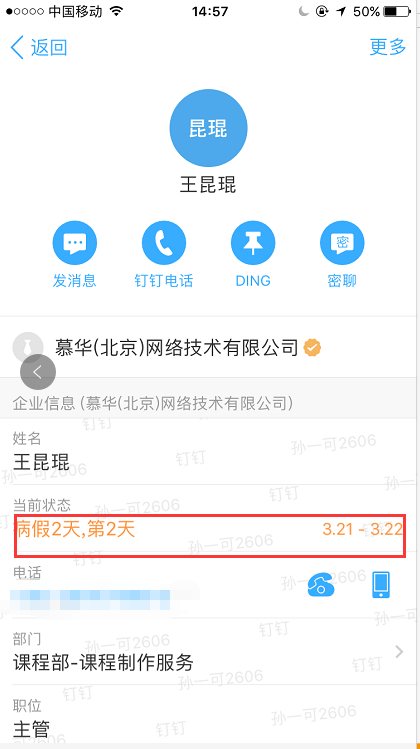 中国移动 14:57 50%
返回 更多
昆琨
王昆琨
密
发消息 钉钉电话 DING 密聊
慕华(北京)网络技术有限公司
企业信息 (慕华(北京)网络技术有限公司)
姓名
王昆琨
当前状态
病假2天,第2天 3.21 - 3.22
电话
部门
课程部-课程制作服务
职位
主管
钉钉
孙一可2606